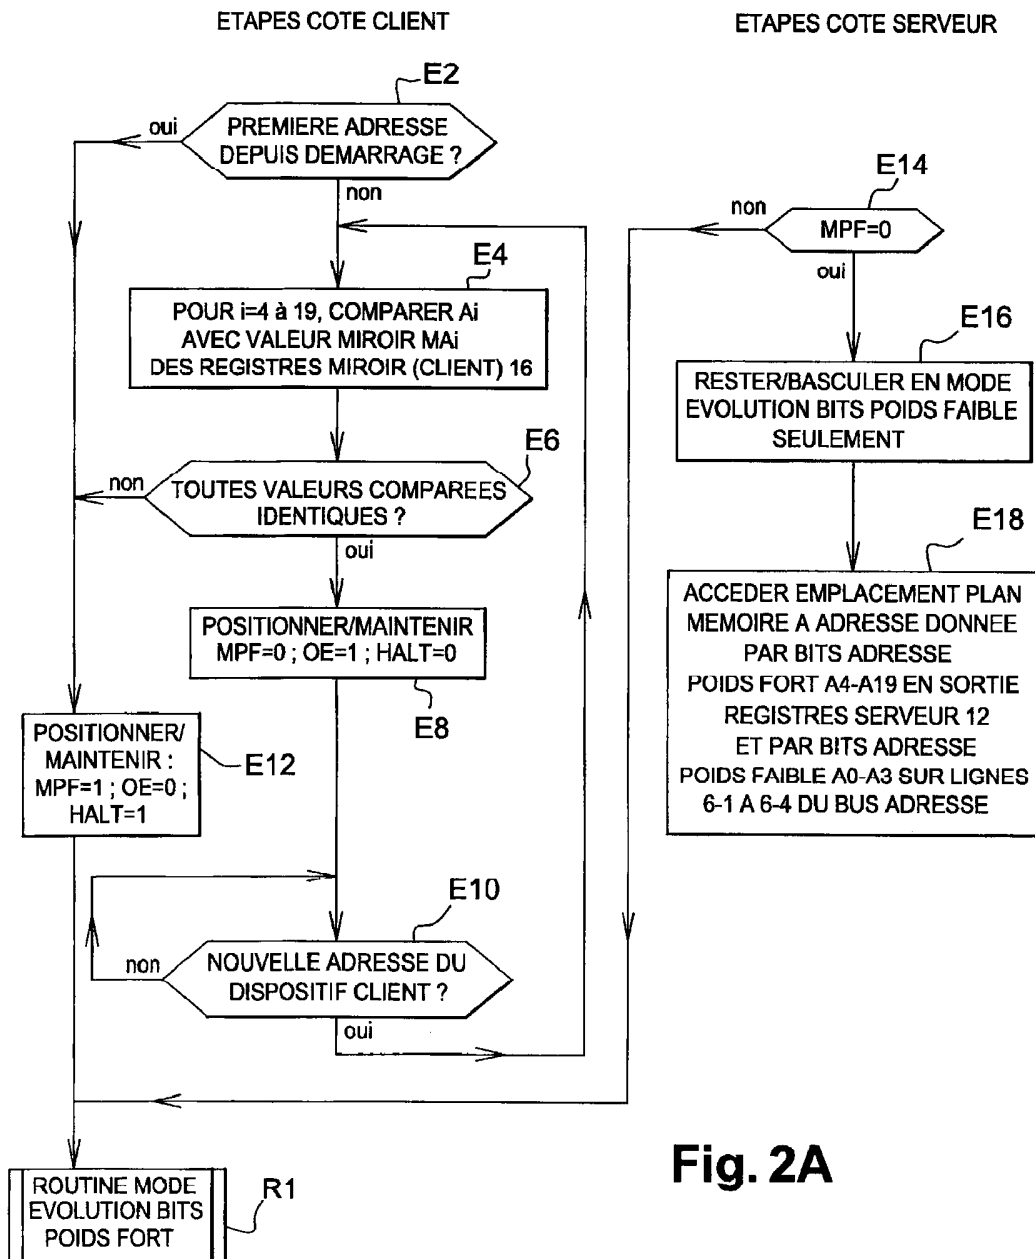 ETAPES COTE CLIENT
ETAPES COTE SERVEUR
E2
PREMIERE ADRESSE
DEPUIS DEMARRAGE ?
oui
non
E4
POUR i=4 à 19, COMPARER Ai
AVEC VALEUR MIROIR MAi
DES REGISTRES MIROIR (CLIENT) 16
E6
TOUTES VALEURS COMPAREES
IDENTIQUES ?
non
oui
POSITIONNER/MAINTENIR
MPF=0 ; OE=1 ; HALT=0
E8
POSITIONNER/
MAINTENIR :
MPF=1 ; OE=0 ;
HALT=1
E12
E10
NOUVELLE ADRESSE DU
DISPOSITIF CLIENT ?
non
oui
ROUTINE MODE
EVOLUTION BITS
POIDS FORT
R1
E14
MPF=0
non
oui
E16
RESTER/BASCULER EN MODE
EVOLUTION BITS POIDS FAIBLE
SEULEMENT
E18
ACCEDER EMPLACEMENT PLAN
MEMOIRE A ADRESSE DONNEE
PAR BITS ADRESSE
POIDS FORT A4-A19 EN SORTIE
REGISTRES SERVEUR 12
ET PAR BITS ADRESSE
POIDS FAIBLE A0-A3 SUR LIGNES
6-1 A 6-4 DU BUS ADRESSE
Fig. 2A